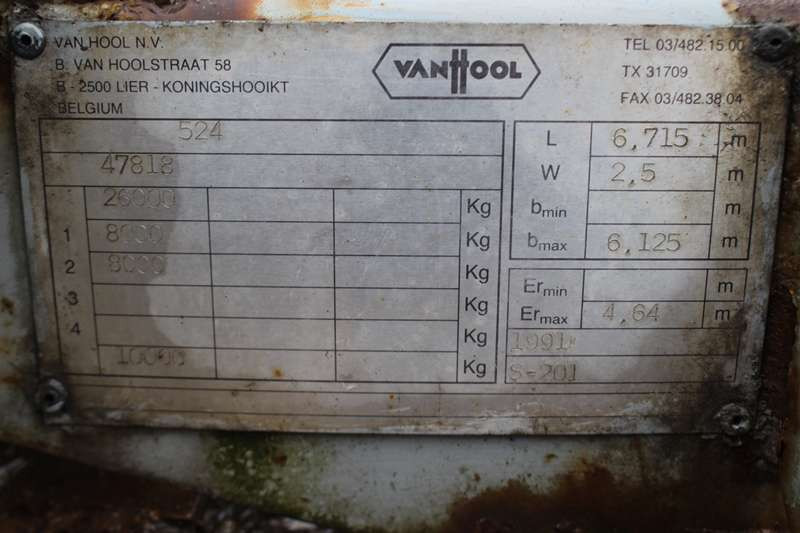 VAN HOOL N.V.
B. VAN HOOLSTRAAT 58
B - 2500 LIER - KONINGSHOOIKT
BELGIUM
VANHOOL
TEL 03/482.15.00
TX 31709
FAX 03/482.38.04
524
47818
26000 Kg
1 8000 Kg
2 8000 Kg
3 Kg
4 Kg
10000 Kg
L 6,715 m
W 2,5 m
bmin m
bmax 6,125 m
Ermin m
Ermax 4,64 m
1991
S-201